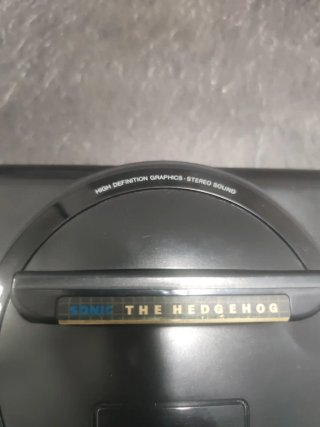 HIGH DEFINITION GRAPHICS · STEREO SOUND
SONIC THE HEDGEHOG